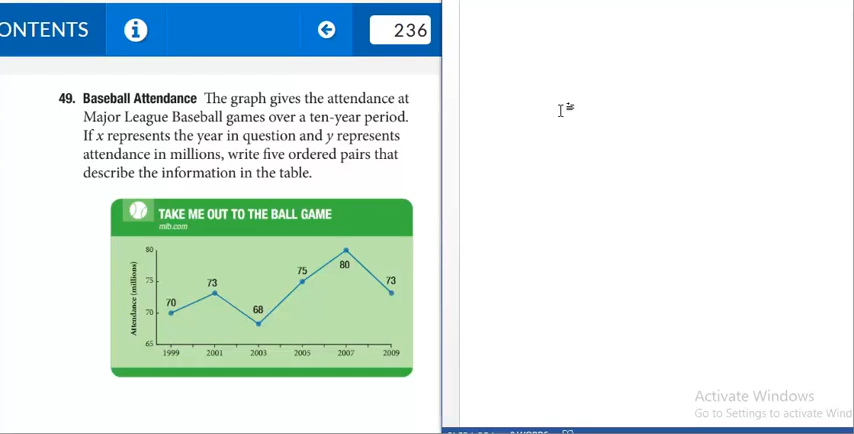 ONTENTS
236
49. Baseball Attendance The graph gives the attendance at
Major League Baseball games over a ten-year period.
If x represents the year in question and y represents
attendance in millions, write five ordered pairs that
describe the information in the table.
TAKE ME OUT TO THE BALL GAME
mlb.com
Attendance (millions)
80
75
70
65
70
73
68
75
80
73
1999 2001 2003 2005 2007 2009
Activate Windows
Go to Settings to activate Wind